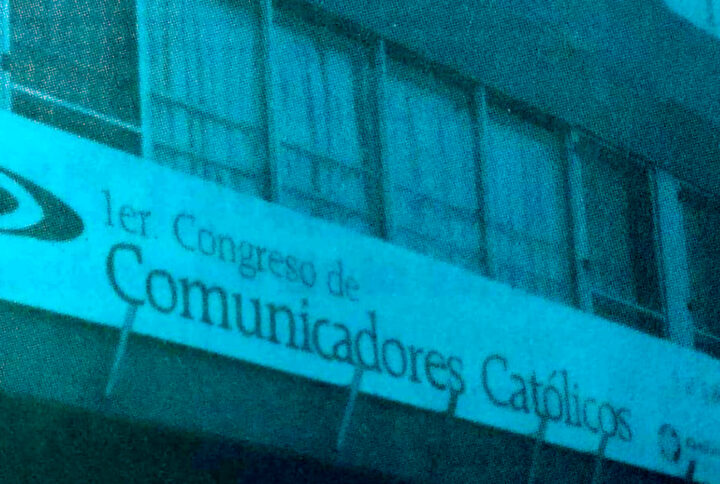 1er. Congreso de
Comunicadores Católicos